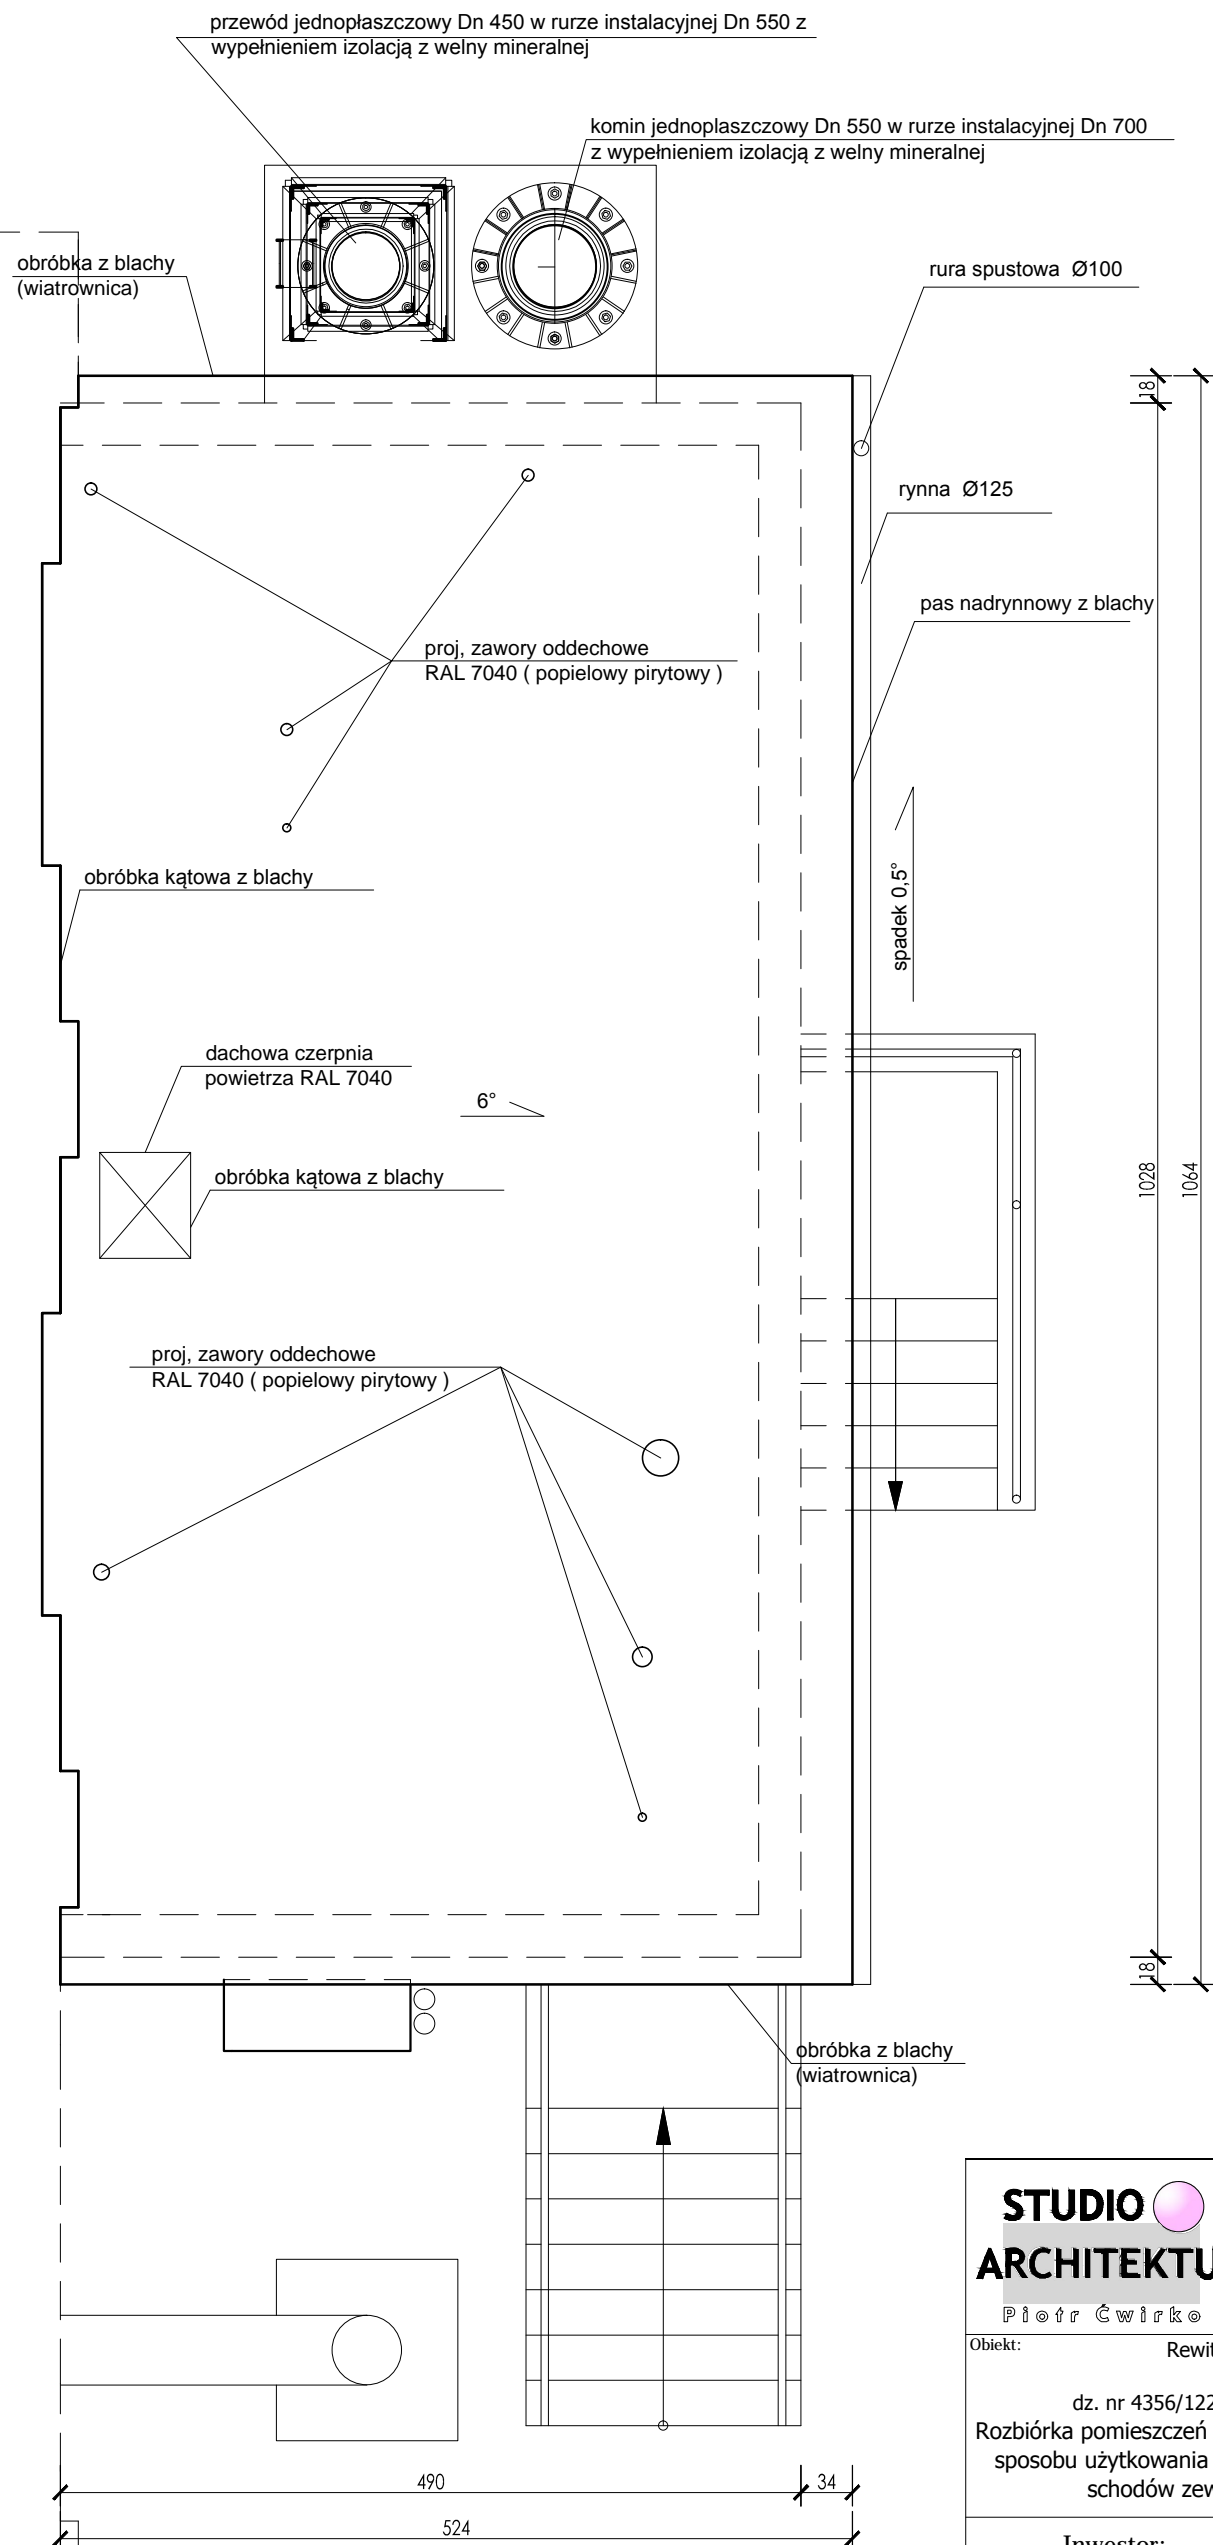 przewód jednopłaszczowy Dn 450 w rurze instalacyjnej Dn 550 z
wypełnieniem izolacją z welny mineralnej
komin jednoplaszczowy Dn 550 w rurze instalacyjnej Dn 700
z wypełnieniem izolacją z welny mineralnej
obróbka z blachy
(wiatrownica)
rura spustowa Ø100
18
rynna Ø125
pas nadrynnowy z blachy
proj, zawory oddechowe
RAL 7040 ( popielowy pirytowy )
obróbka kątowa z blachy
spadek 0,5°
dachowa czerpnia
powietrza RAL 7040
6°
obróbka kątowa z blachy
1028
1064
proj, zawory oddechowe
RAL 7040 ( popielowy pirytowy )
18
obróbka z blachy
(wiatrownica)
STUDIO
ARCHITEKTU
Piotr Ćwirko
Obiekt:
Rewit
dz. nr 4356/122
Rozbiórka pomieszczeń
sposobu użytkowania
schodów zew
490
34
524
Inwestor: